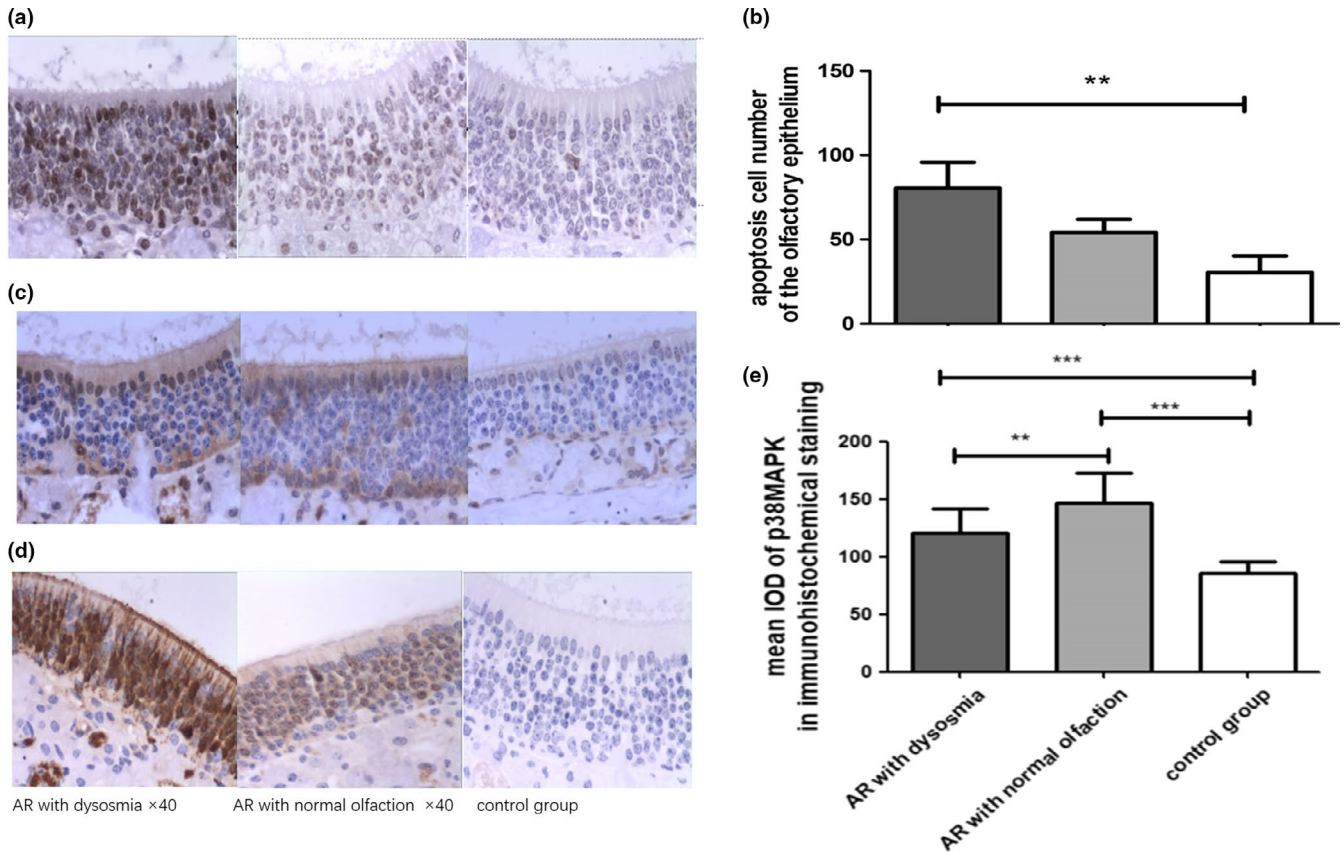 (a)
(b)
150
100
50
0
apoptosis cell number
of the olfactory epithelium
**
(c)
(d)
AR with dysosmia ×40
AR with normal olfaction ×40
control group
(e)
***
***
**
200
150
100
50
0
mean IOD of p38MAPK
in immunohistochemical staining
AR with dysosmia
AR with normal olfaction
control group